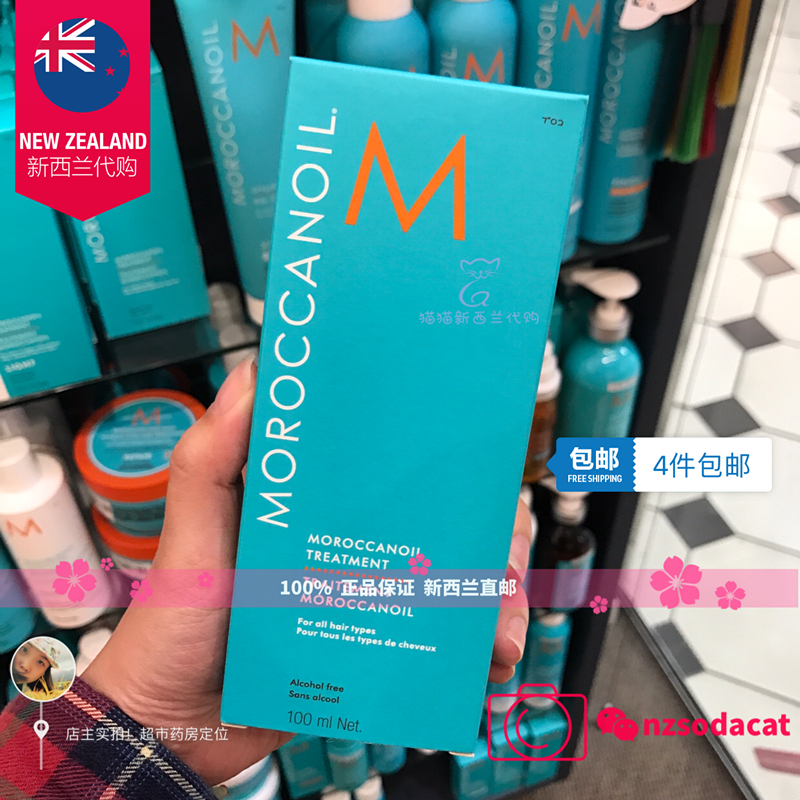 NEW ZEALAND
新西兰代购
MOROCCANOIL.
M
猫猫新西兰代购
包邮
FREE SHIPPING
4件包邮
MOROCCANOIL
TREATMENT
100% 正品保证 新西兰直邮
MOROCCANOIL
For all hair types
Pour tous les types de cheveux
Alcohol free
Sans alcool
100 ml Net.
店主实拍! 超市药房定位
nzsodacat
MOROCCANOIL
M
M
M